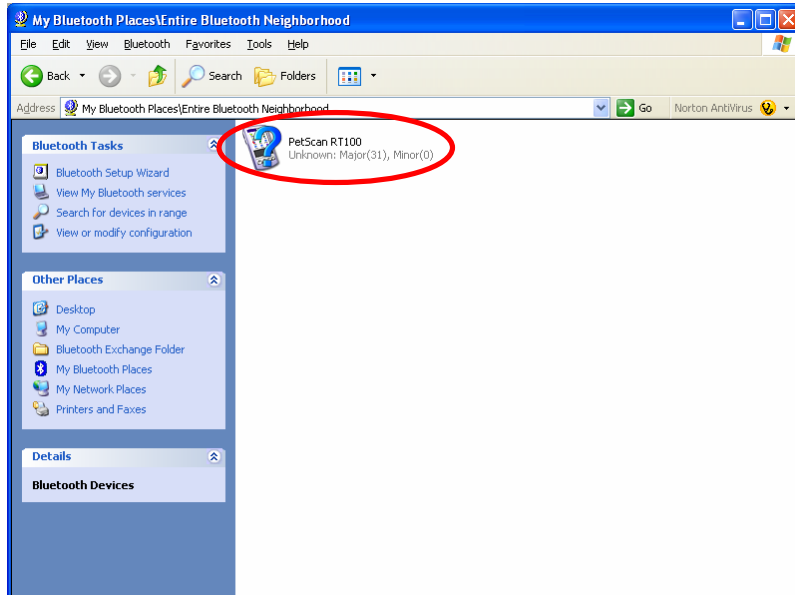 My Bluetooth Places\Entire Bluetooth Neighborhood
File Edit View Bluetooth Favorites Tools Help
Back Search Folders
Address My Bluetooth Places\Entire Bluetooth Neighborhood Go Norton AntiVirus
Bluetooth Tasks
Bluetooth Setup Wizard
View My Bluetooth services
Search for devices in range
View or modify configuration
Other Places
Desktop
My Computer
Bluetooth Exchange Folder
My Bluetooth Places
My Network Places
Printers and Faxes
Details
Bluetooth Devices
PetScan RT100
Unknown: Major(31), Minor(0)